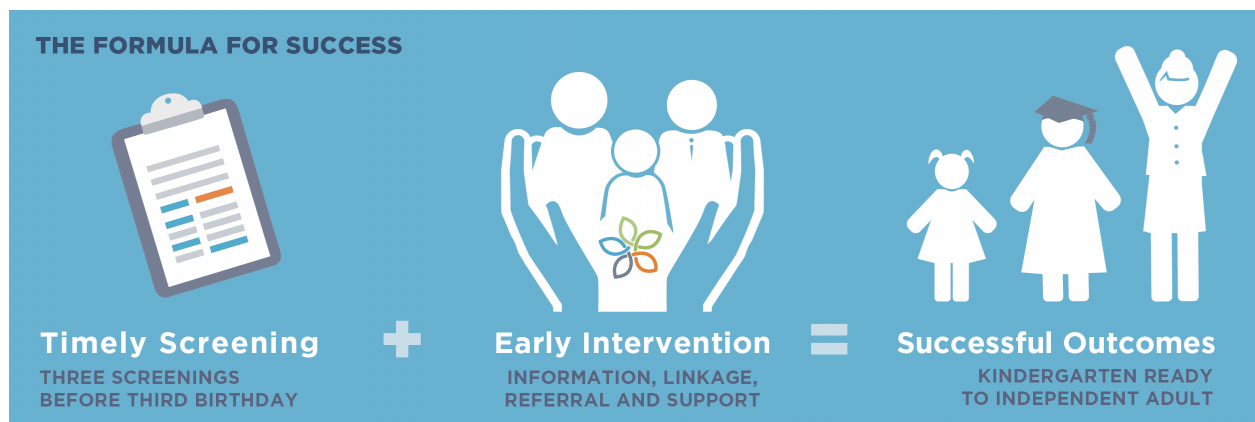 THE FORMULA FOR SUCCESS
Timely Screening
THREE SCREENINGS
BEFORE THIRD BIRTHDAY
+
Early Intervention
INFORMATION, LINKAGE,
REFERRAL AND SUPPORT
=
Successful Outcomes
KINDERGARTEN READY
TO INDEPENDENT ADULT